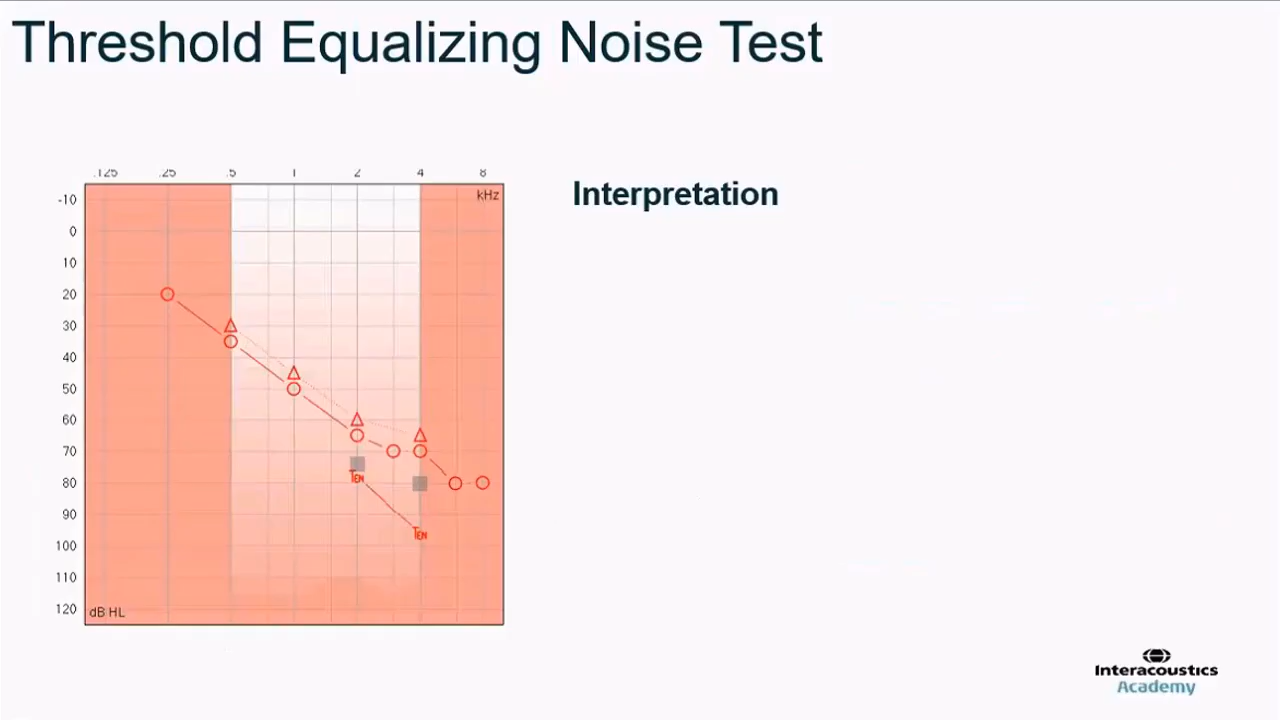 Threshold Equalizing Noise Test
Interpretation
.125 .25 .5 1 2 4 8
kHz
-10
0
10
20
30
40
50
60
70
80
90
100
110
120
TEN
TEN
dB HL
Interacoustics
Academy